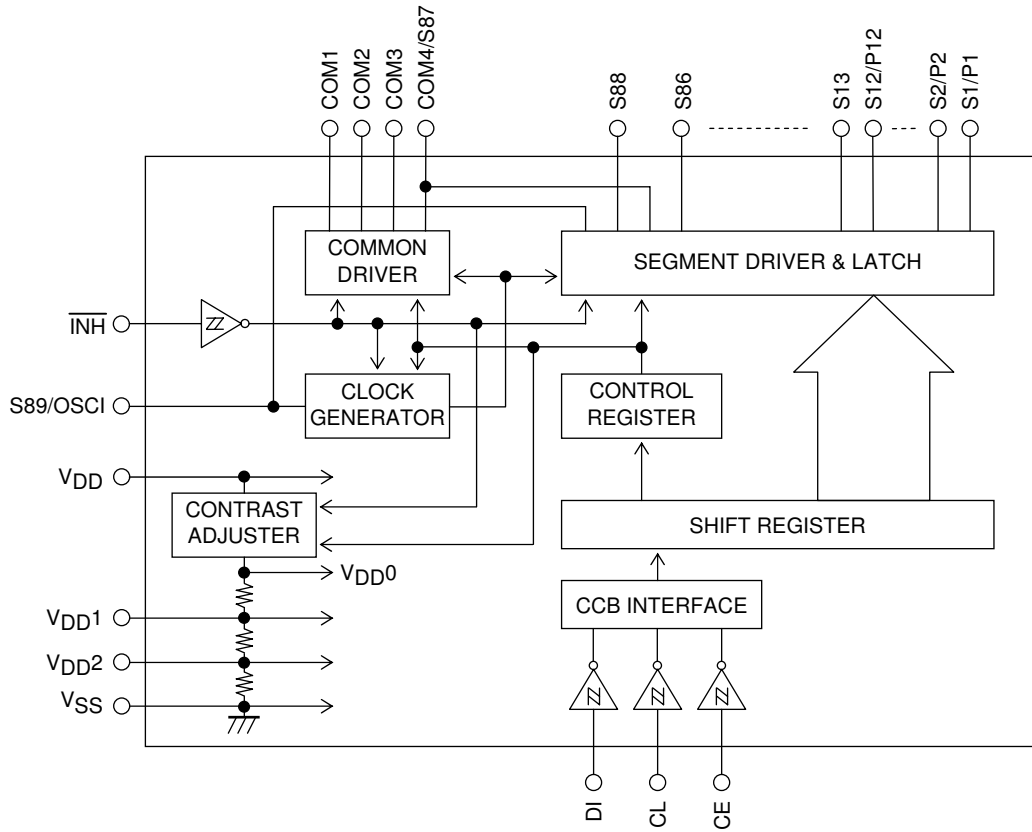 COM1
COM2
COM3
COM4/S87
S88
S86
S13
S12/P12
S2/P2
S1/P1
COMMON
DRIVER
SEGMENT DRIVER & LATCH
INH
S89/OSCI
CLOCK
GENERATOR
CONTROL
REGISTER
VDD
CONTRAST
ADJUSTER
SHIFT REGISTER
VDD0
CCB INTERFACE
VDD1
VDD2
VSS
DI
CL
CE